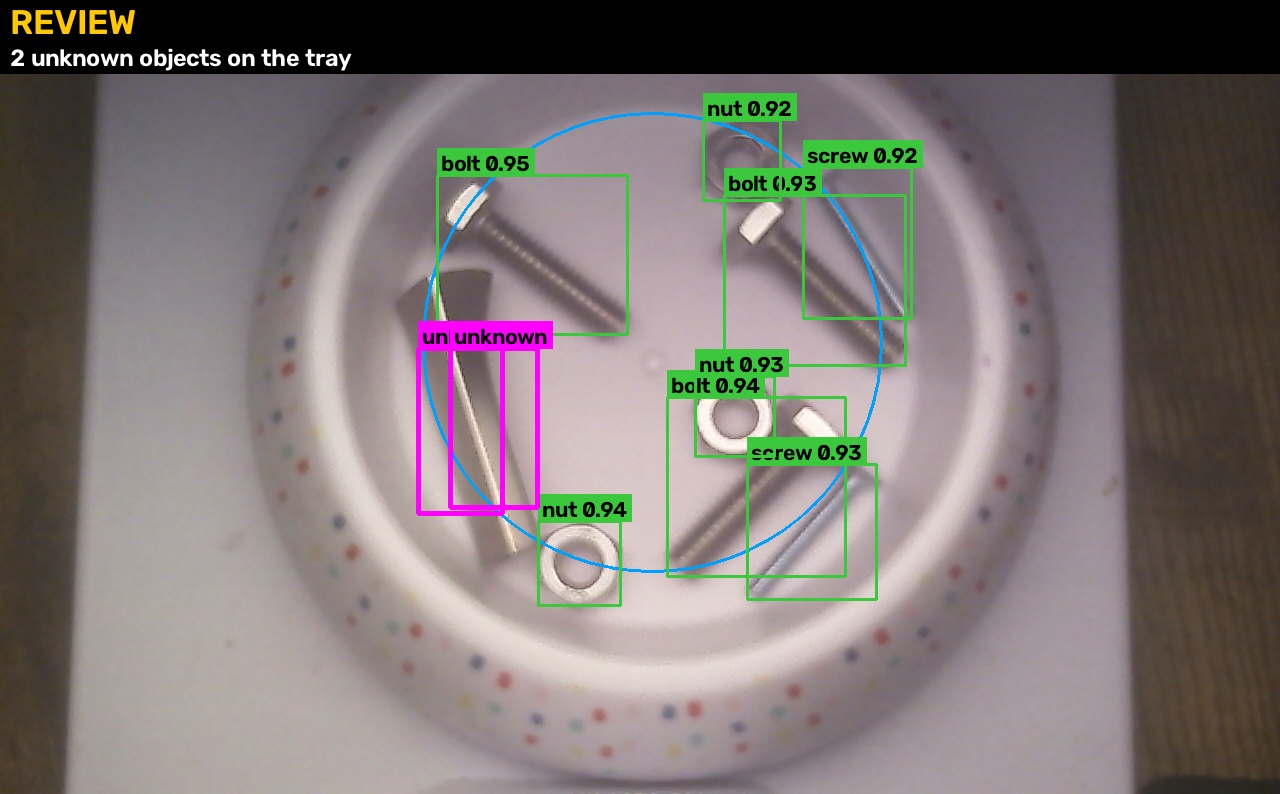 REVIEW
2 unknown objects on the tray
nut 0.92
screw 0.92
bolt 0.95
bolt 0.93
un
unknown
nut 0.93
bolt 0.94
screw 0.93
nut 0.94